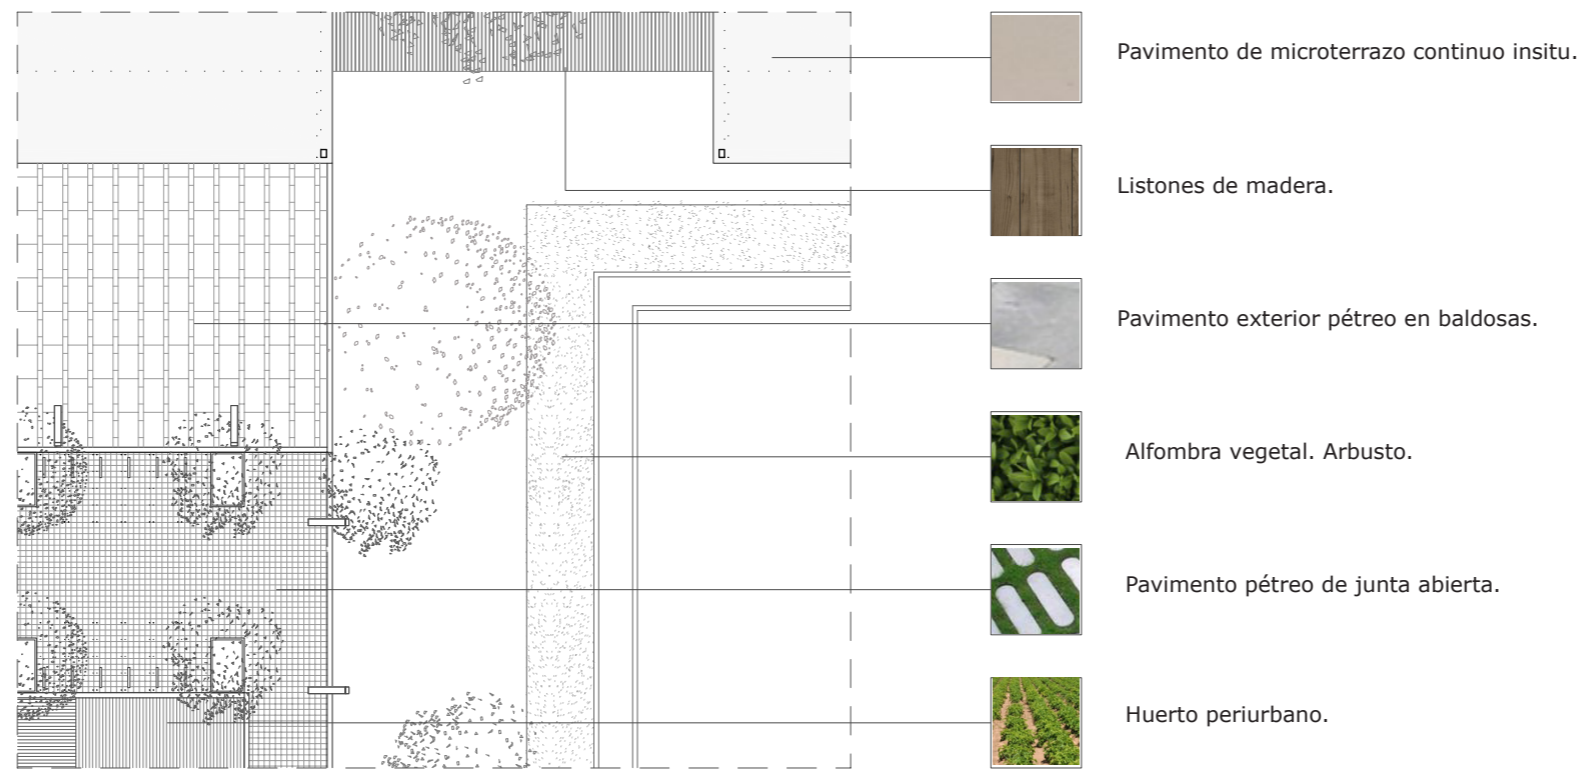 Pavimento de microterrazo continuo insitu.
Listones de madera.
Pavimento exterior pétreo en baldosas.
Alfombra vegetal. Arbusto.
Pavimento pétreo de junta abierta.
Huerto periurbano.